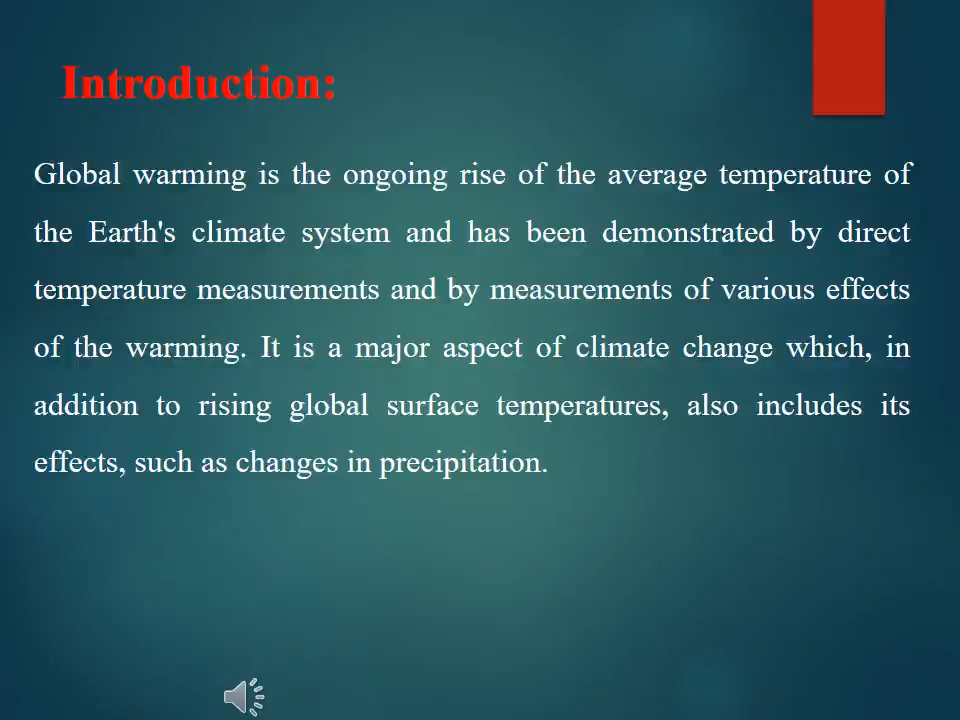 Introduction:
Global warming is the ongoing rise of the average temperature of
the Earth's climate system and has been demonstrated by direct
temperature measurements and by measurements of various effects
of the warming. It is a major aspect of climate change which, in
addition to rising global surface temperatures, also includes its
effects, such as changes in precipitation.